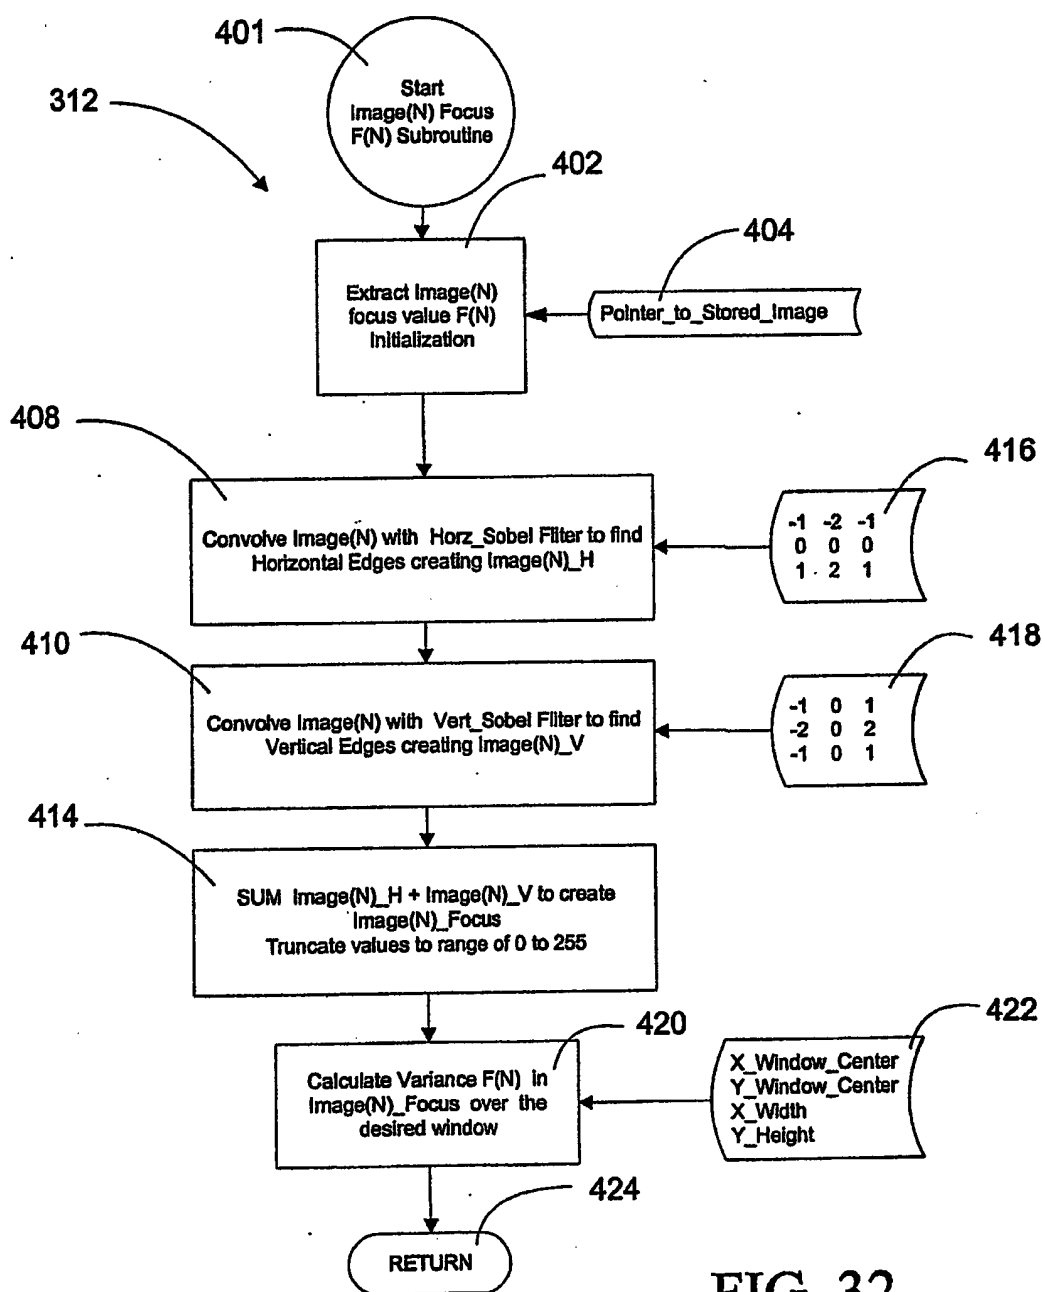 401
Start
Image(N) Focus
F(N) Subroutine
312
402
404
Extract Image(N)
focus value F(N)
Initialization
Pointer_to_Stored_Image
408
416
Convolve Image(N) with Horz_Sobel Filter to find
Horizontal Edges creating Image(N)_H
-1 -2 -1
0 0 0
1 2 1
410
418
Convolve Image(N) with Vert_Sobel Filter to find
Vertical Edges creating Image(N)_V
-1 0 1
-2 0 2
-1 0 1
414
SUM Image(N)_H + Image(N)_V to create
Image(N)_Focus
Truncate values to range of 0 to 255
420
422
Calculate Variance F(N) in
Image(N)_Focus over the
desired window
X_Window_Center
Y_Window_Center
X_Width
Y_Height
424
RETURN
FIG. 32